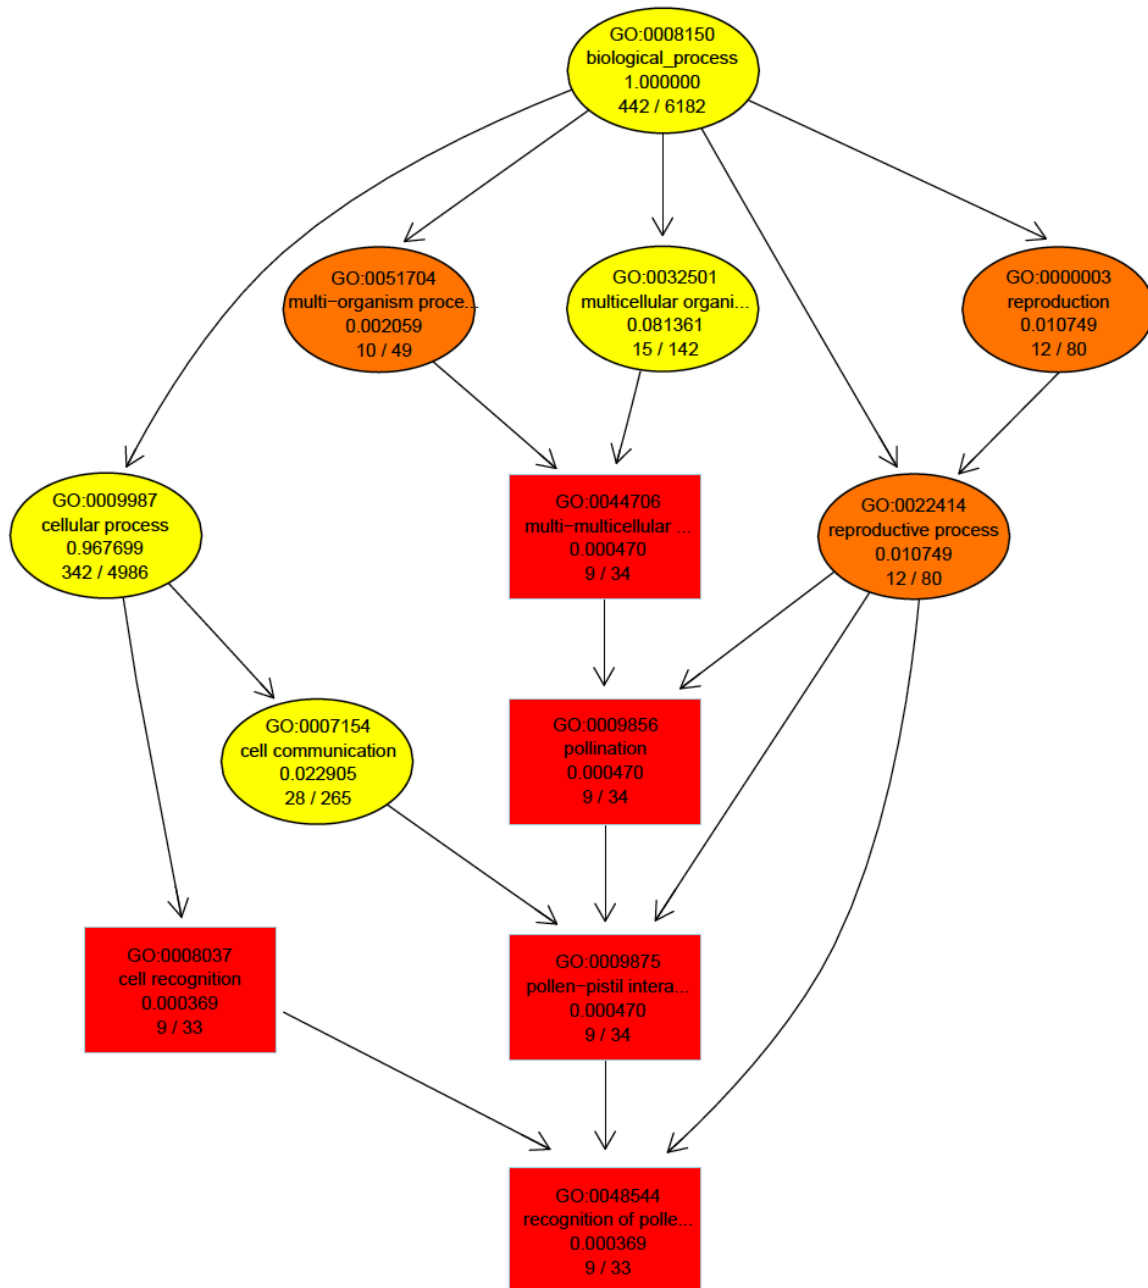 GO:0008150
biological_process
1.000000
442 / 6182
GO:0051704
multi−organism proce...
0.002059
10 / 49
GO:0032501
multicellular organi...
0.081361
15 / 142
GO:0000003
reproduction
0.010749
12 / 80
GO:0009987
cellular process
0.967699
342 / 4986
GO:0044706
multi−multicellular ...
0.000470
9 / 34
GO:0022414
reproductive process
0.010749
12 / 80
GO:0007154
cell communication
0.022905
28 / 265
GO:0009856
pollination
0.000470
9 / 34
GO:0008037
cell recognition
0.000369
9 / 33
GO:0009875
pollen−pistil intera...
0.000470
9 / 34
GO:0048544
recognition of polle...
0.000369
9 / 33